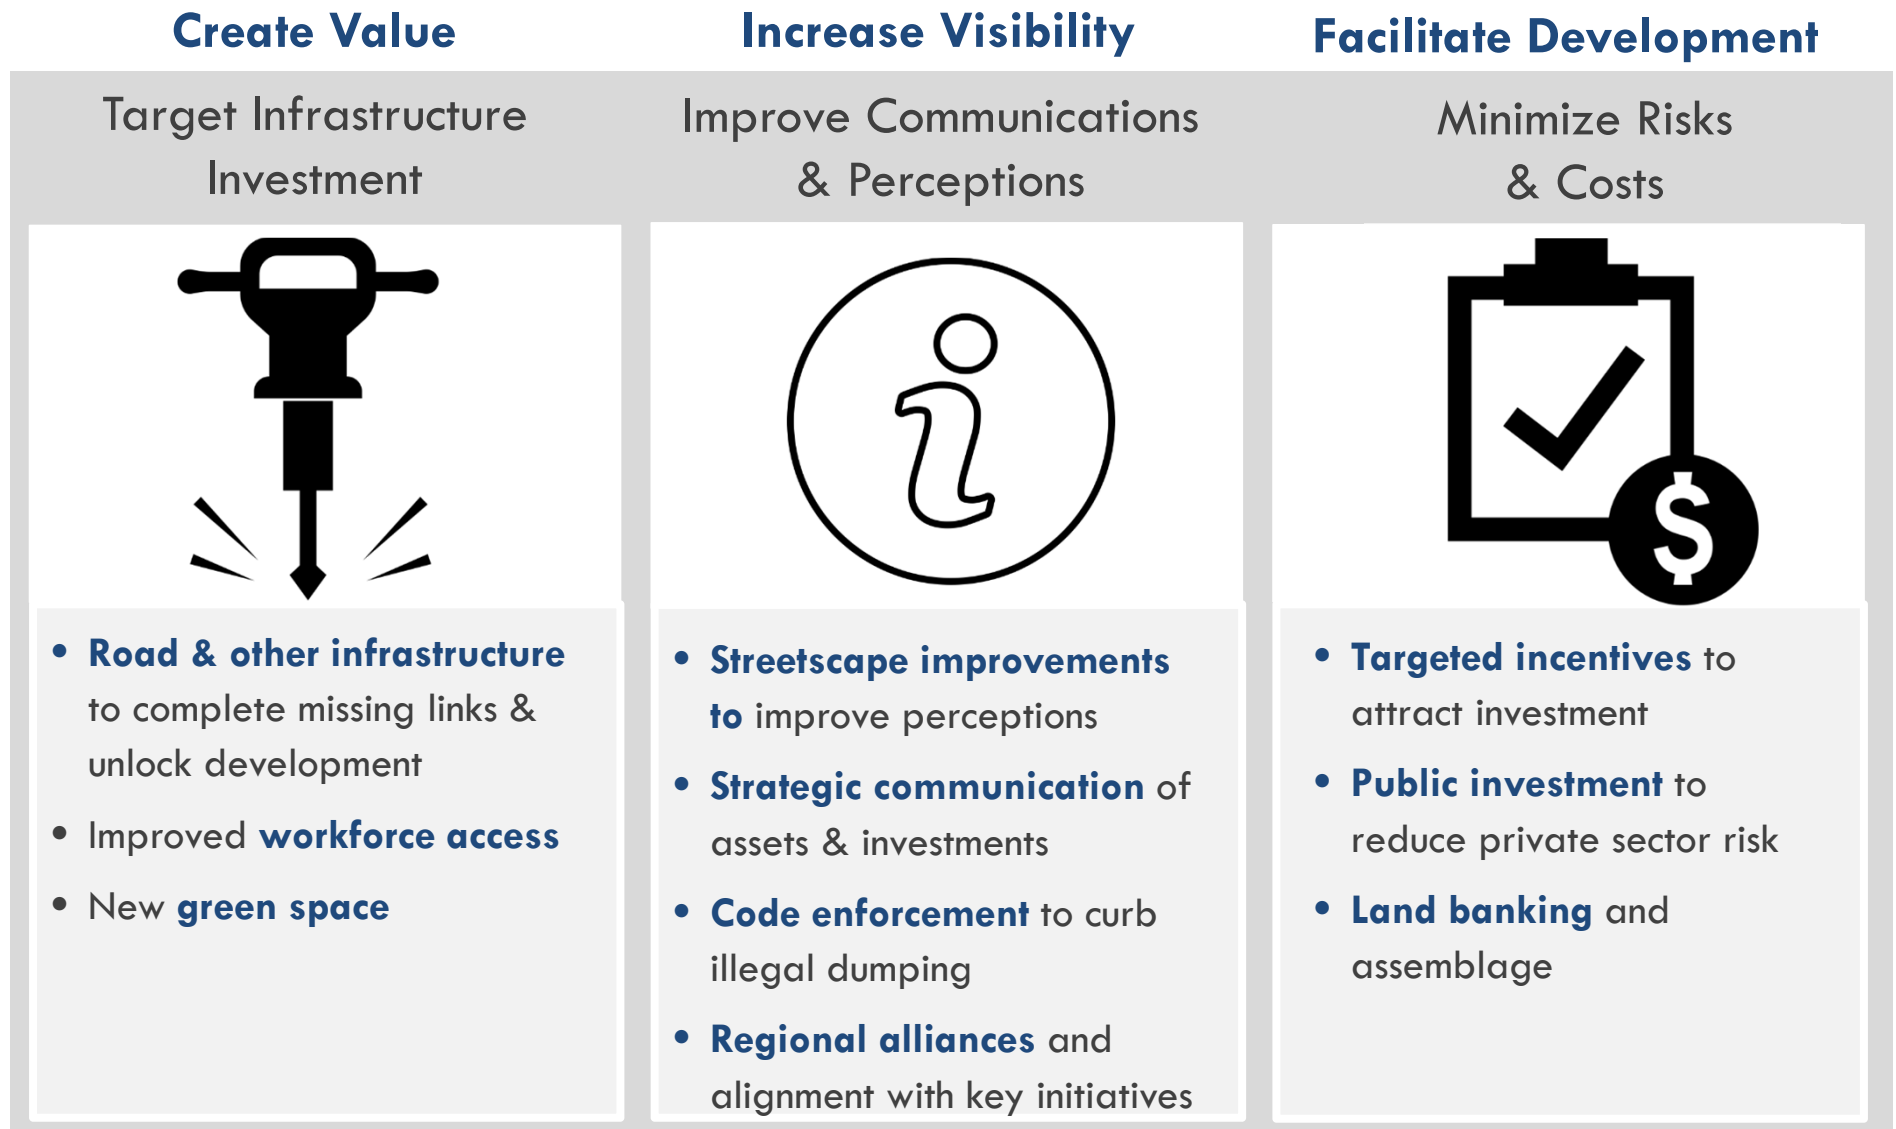 Create Value
Target Infrastructure
Investment
• Road & other infrastructure
to complete missing links &
unlock development
• Improved workforce access
• New green space
Increase Visibility
Improve Communications
& Perceptions
i
• Streetscape improvements
to improve perceptions
• Strategic communication of
assets & investments
• Code enforcement to curb
illegal dumping
• Regional alliances and
alignment with key initiatives
Facilitate Development
Minimize Risks
& Costs
$
• Targeted incentives to
attract investment
• Public investment to
reduce private sector risk
• Land banking and
assemblage